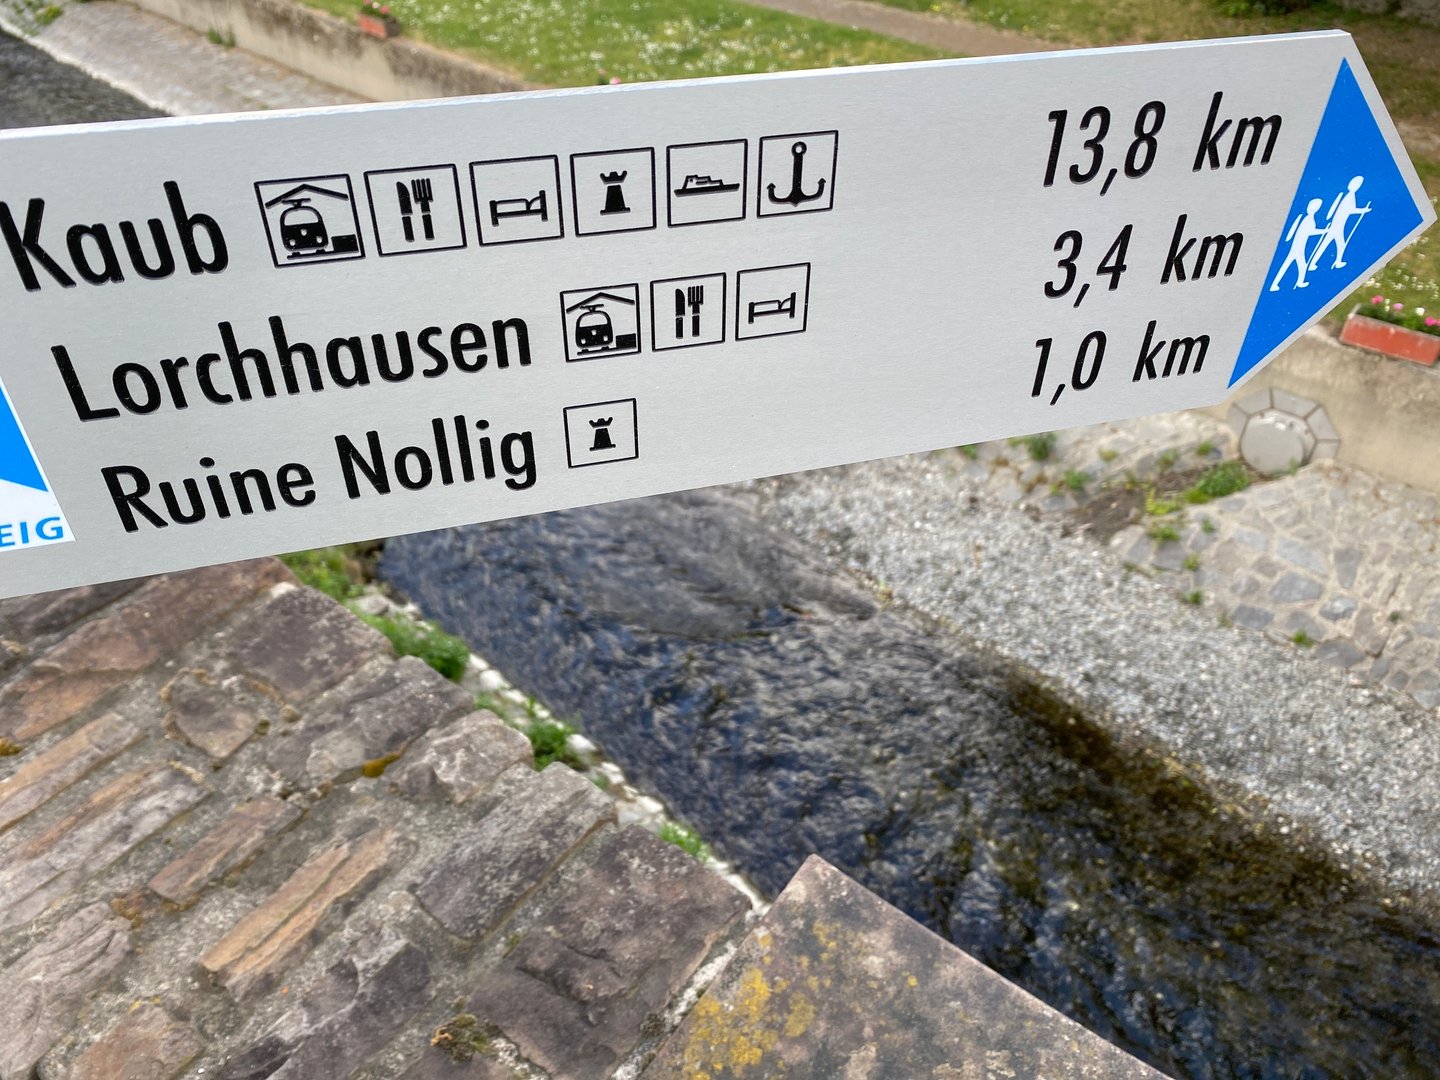 Kaub 13,8 km
Lorchhausen 3,4 km
Ruine Nollig 1,0 km
EIG